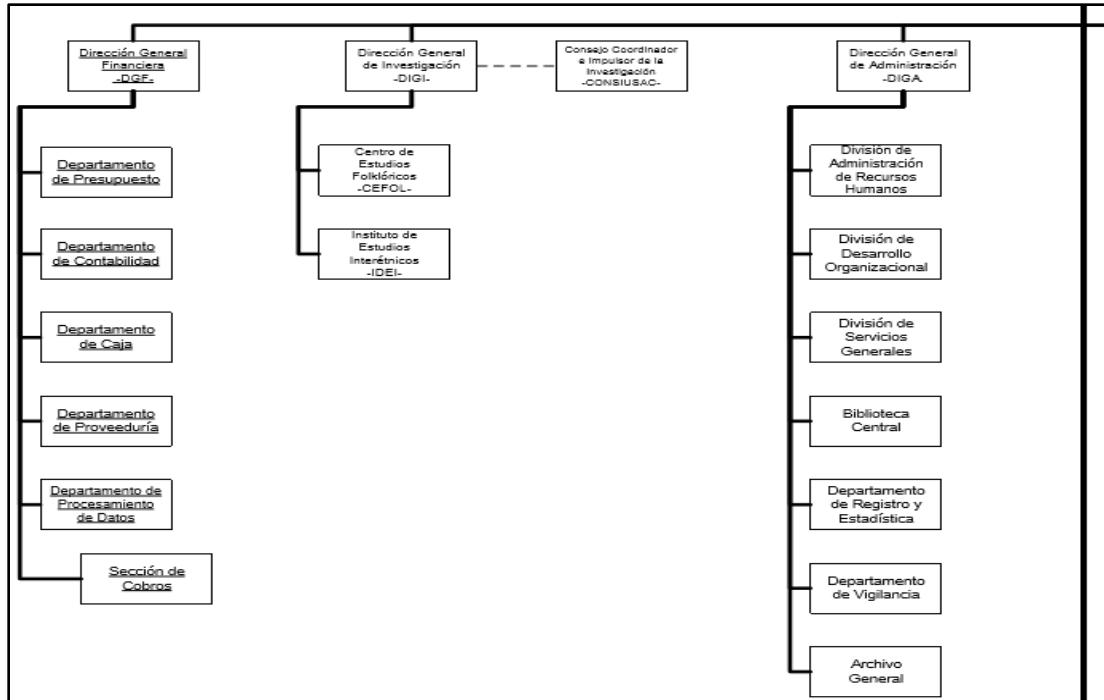 Dirección General
Financiera
-DGF-
Dirección General
de Investigación
-DIGI-
Consejo Coordinador
e Impulsor de la
Investigación
-CONSIUSAC-
Dirección General
de Administración
-DIGA.
Departamento
de Presupuesto
Departamento
de Contabilidad
Departamento
de Caja
Departamento
de Proveeduría
Departamento de
Procesamiento
de Datos
Sección de
Cobros
Centro de
Estudios
Folklóricos
-CEFOL-
Instituto de
Estudios
Interétnicos
-IDEI-
División de
Administración
de Recursos
Humanos
División de
Desarrollo
Organizacional
División de
Servicios
Generales
Biblioteca
Central
Departamento
de Registro y
Estadística
Departamento
de Vigilancia
Archivo
General